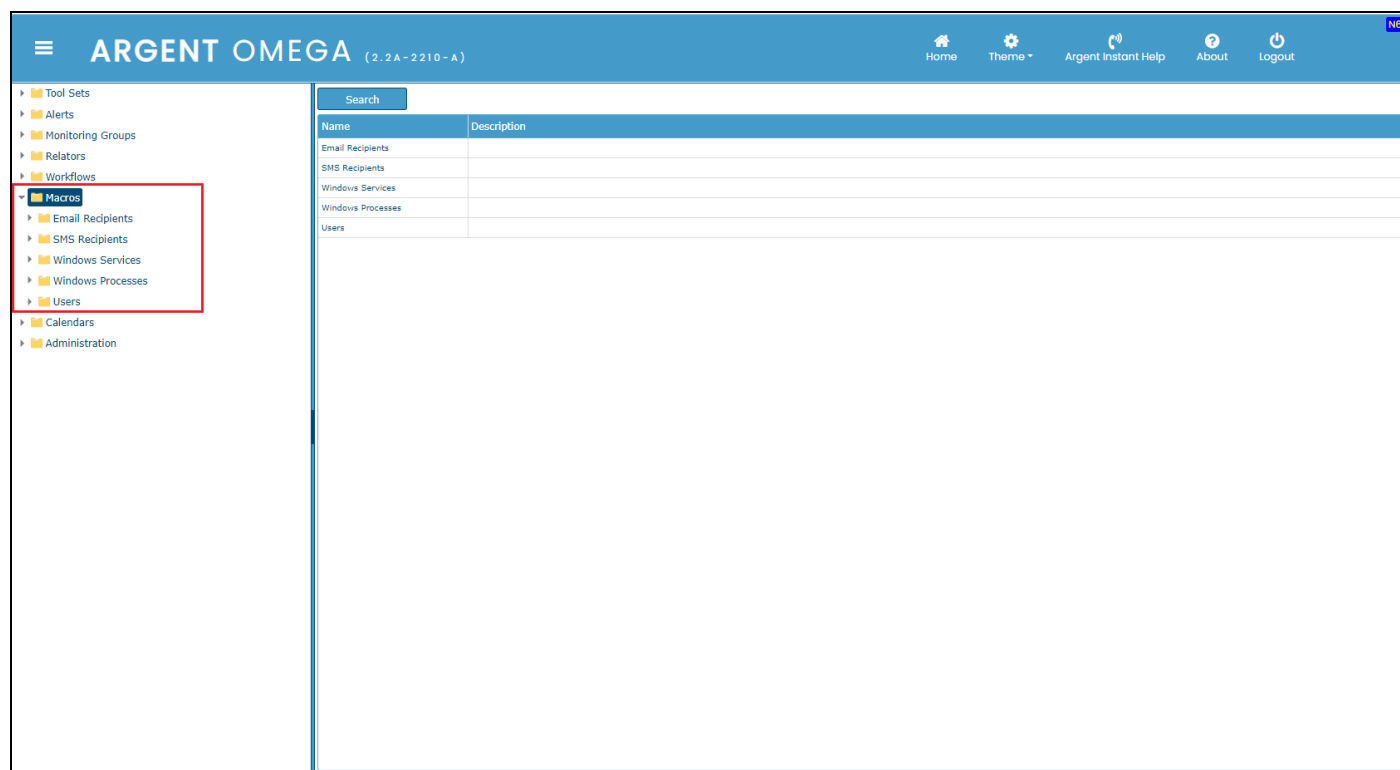 N6
ARGENT OMEGA (2.2A-2210-A)
Home
Theme
Argent Instant Help
About
Logout
Tool Sets
Alerts
Monitoring Groups
Relators
Workflows
Macros
Email Recipients
SMS Recipients
Windows Services
Windows Processes
Users
Calendars
Administration
Search
Name Description
Email Recipients
SMS Recipients
Windows Services
Windows Processes
Users